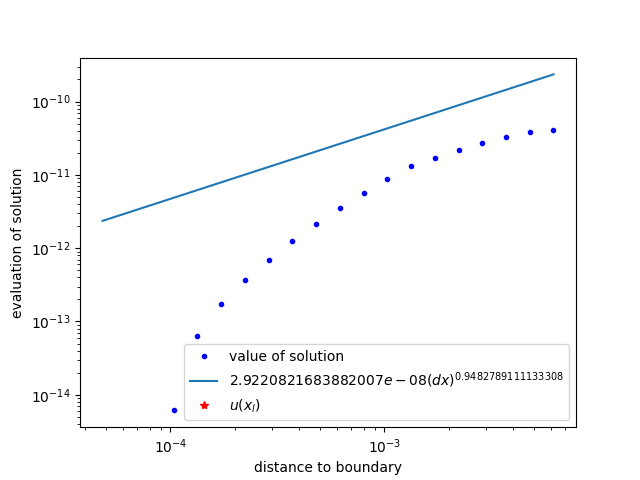 10⁻¹⁰
10⁻¹¹
10⁻¹²
10⁻¹³
10⁻¹⁴
evaluation of solution
value of solution
2.9220821683882007e − 08(dx)^0.9482789111133308
u(x_l)
10⁻⁴
10⁻³
distance to boundary